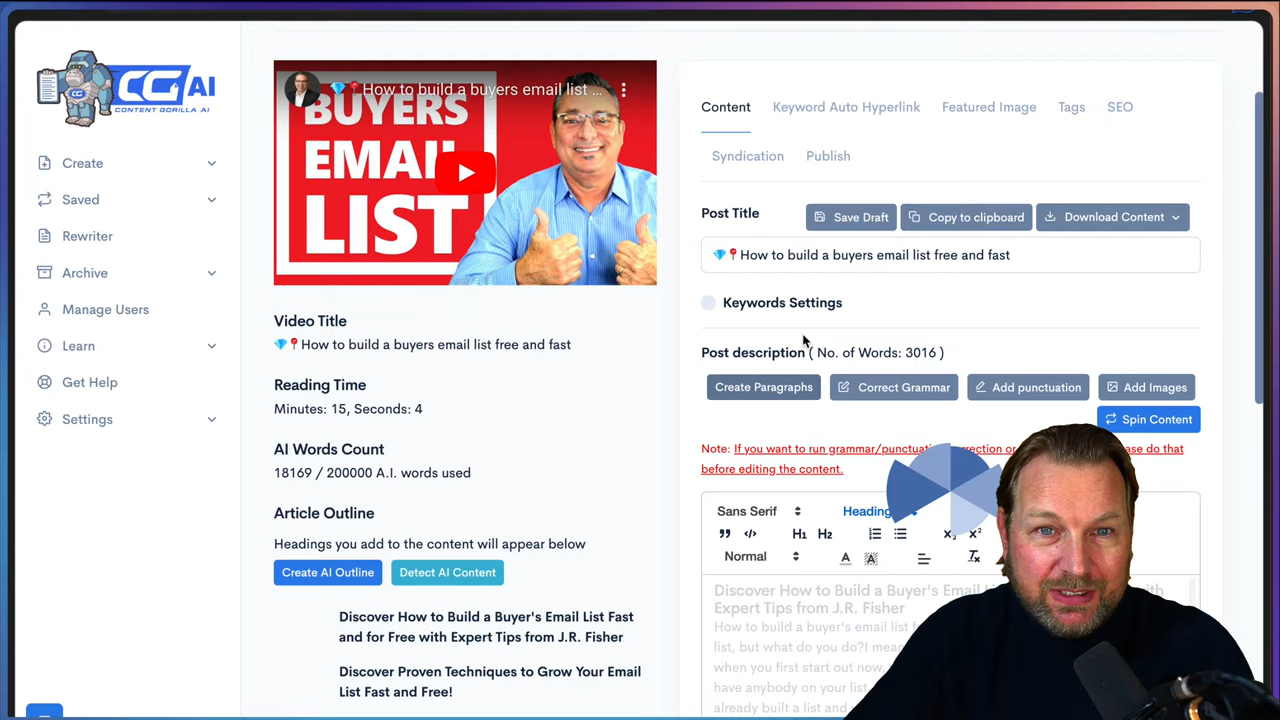 CG AI
CONTENT GORILLA AI
CG
Create
Saved
Rewriter
Archive
Manage Users
Learn
Get Help
Settings
💎📍How to build a buyers email list ...
BUYERS
EMAIL
LIST
Video Title
💎📍How to build a buyers email list free and fast
Reading Time
Minutes: 15, Seconds: 4
AI Words Count
18169 / 200000 A.I. words used
Article Outline
Headings you add to the content will appear below
Create AI Outline
Detect AI Content
Discover How to Build a Buyer's Email List Fast
and for Free with Expert Tips from J.R. Fisher
Discover Proven Techniques to Grow Your Email
List Fast and Free!
Content Keyword Auto Hyperlink Featured Image Tags SEO
Syndication Publish
Post Title
Save Draft
Copy to clipboard
Download Content
💎📍How to build a buyers email list free and fast
Keywords Settings
Post description ( No. of Words: 3016 )
Create Paragraphs
Correct Grammar
Add punctuation
Add Images
Spin Content
Note: If you want to run grammar/punctuation correction or do that
before editing the content.
Sans Serif Heading
H1 H2
Normal A A
Discover How to Build a Buyer's Email with
Expert Tips from J.R. Fisher
How to build a buyer's email list
list, but what do you do?I mean
when you first start out now
have anybody on your list
already built a list and